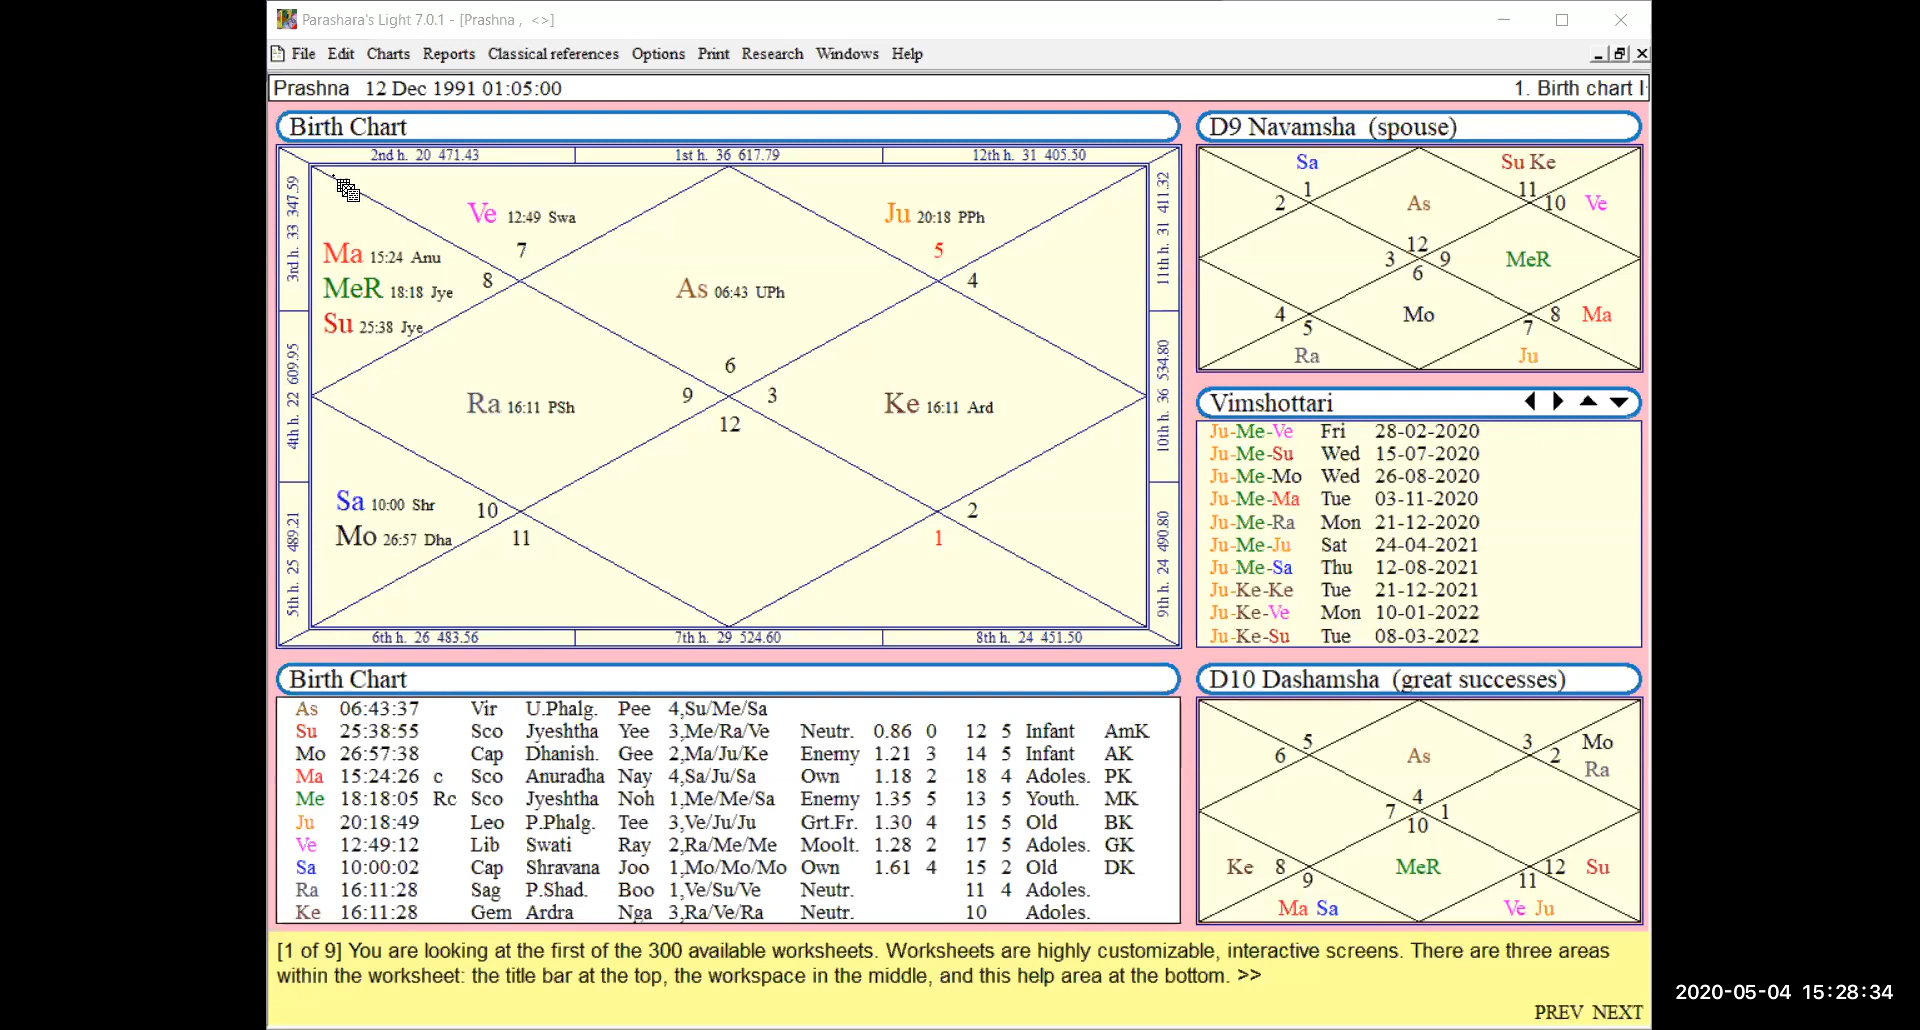 Parashara's Light 7.0.1 - [Prashna ,  <>]
File Edit Charts Reports Classical references Options Print Research Windows Help
Prashna 12 Dec 1991 01:05:00
1. Birth chart I
Birth Chart
2nd h. 20 471.43
1st h. 36 617.79
12th h. 31 405.50
3rd h. 33 347.59
4th h. 22 609.95
5th h. 25 489.21
11th h. 31 411.32
10th h. 36 534.80
9th h. 24 490.80
Ve 12:49 Swa
7
Ju 20:18 PPh
5
Ma 15:24 Anu
MeR 18:18 Jye
Su 25:38 Jye
8
4
As 06:43 UPh
6
9 3
12
Ra 16:11 PSh
Ke 16:11 Ard
Sa 10:00 Shr
Mo 26:57 Dha
10
11
2
1
6th h. 26 483.56
7th h. 29 524.60
8th h. 24 451.50
D9 Navamsha (spouse)
Sa
Su Ke
1
11
2
As
10 Ve
12
3 9
6
MeR
4
Mo
8 Ma
5
7
Ra
Ju
Vimshottari
Ju-Me-Ve Fri 28-02-2020
Ju-Me-Su Wed 15-07-2020
Ju-Me-Mo Wed 26-08-2020
Ju-Me-Ma Tue 03-11-2020
Ju-Me-Ra Mon 21-12-2020
Ju-Me-Ju Sat 24-04-2021
Ju-Me-Sa Thu 12-08-2021
Ju-Ke-Ke Tue 21-12-2021
Ju-Ke-Ve Mon 10-01-2022
Ju-Ke-Su Tue 08-03-2022
Birth Chart
As 06:43:37 Vir U.Phalg. Pee 4,Su/Me/Sa
Su 25:38:55 Sco Jyeshtha Yee 3,Me/Ra/Ve Neutr. 0.86 0 12 5 Infant AmK
Mo 26:57:38 Cap Dhanish. Gee 2,Ma/Ju/Ke Enemy 1.21 3 14 5 Infant AK
Ma 15:24:26 c Sco Anuradha Nay 4,Sa/Ju/Sa Own 1.18 2 18 4 Adoles. PK
Me 18:18:05 Rc Sco Jyeshtha Noh 1,Me/Me/Sa Enemy 1.35 5 13 5 Youth. MK
Ju 20:18:49 Leo P.Phalg. Tee 3,Ve/Ju/Ju Grt.Fr. 1.30 4 15 5 Old BK
Ve 12:49:12 Lib Swati Ray 2,Ra/Me/Me Moolt. 1.28 2 17 5 Adoles. GK
Sa 10:00:02 Cap Shravana Joo 1,Mo/Mo/Mo Own 1.61 4 15 2 Old DK
Ra 16:11:28 Sag P.Shad. Boo 1,Ve/Su/Ve Neutr. 11 4 Adoles.
Ke 16:11:28 Gem Ardra Nga 3,Ra/Ve/Ra Neutr. 10 Adoles.
D10 Dashamsha (great successes)
5
3
Mo
6
As
2
Ra
4
7 1
10
Ke 8
MeR
12 Su
9
11
Ma Sa
Ve Ju
[1 of 9] You are looking at the first of the 300 available worksheets. Worksheets are highly customizable, interactive screens. There are three areas
within the worksheet: the title bar at the top, the workspace in the middle, and this help area at the bottom. >>
PREV NEXT
2020-05-04 15:28:34